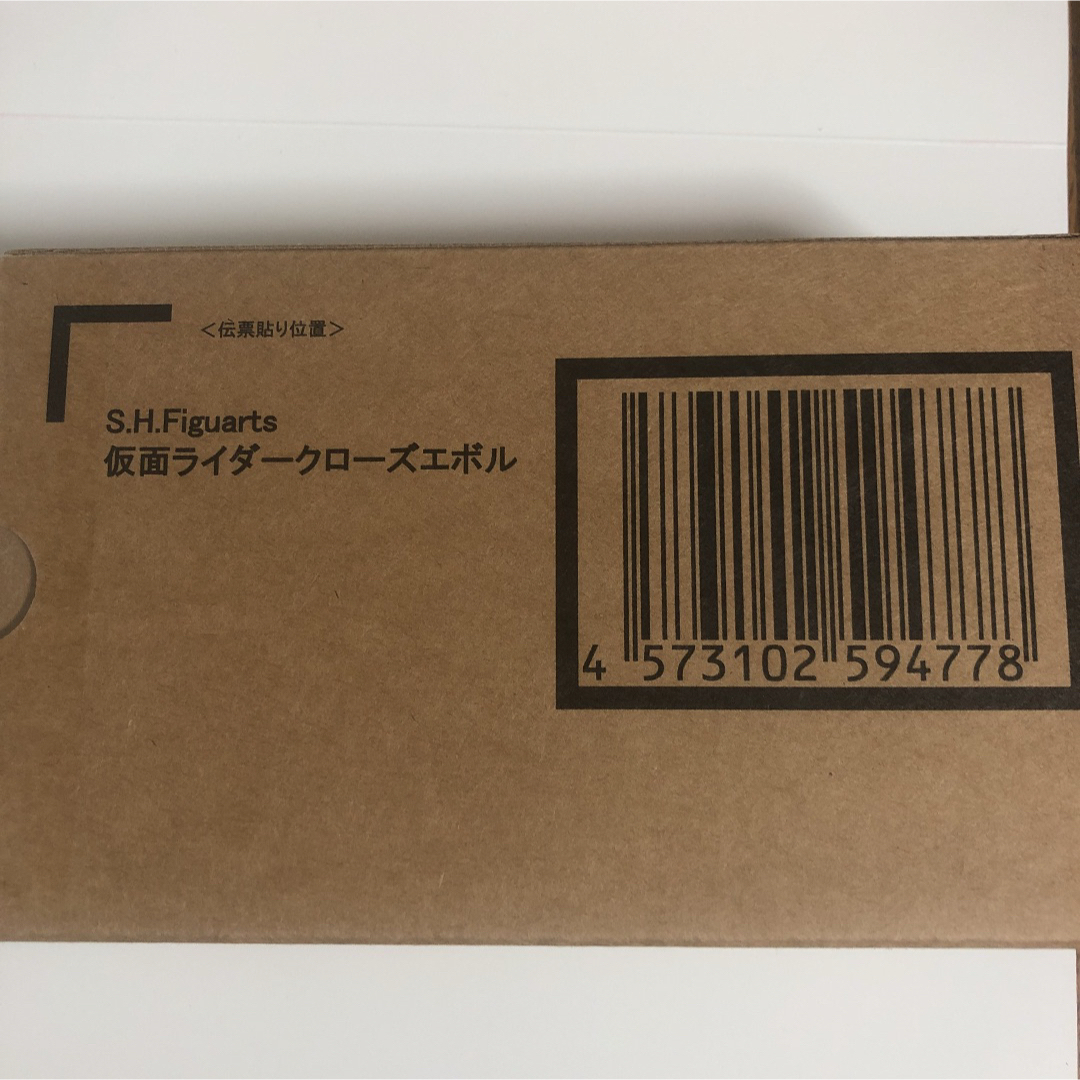 <伝票貼り位置>
S.H.Figuarts
仮面ライダークローズエボル
4 573102 594778